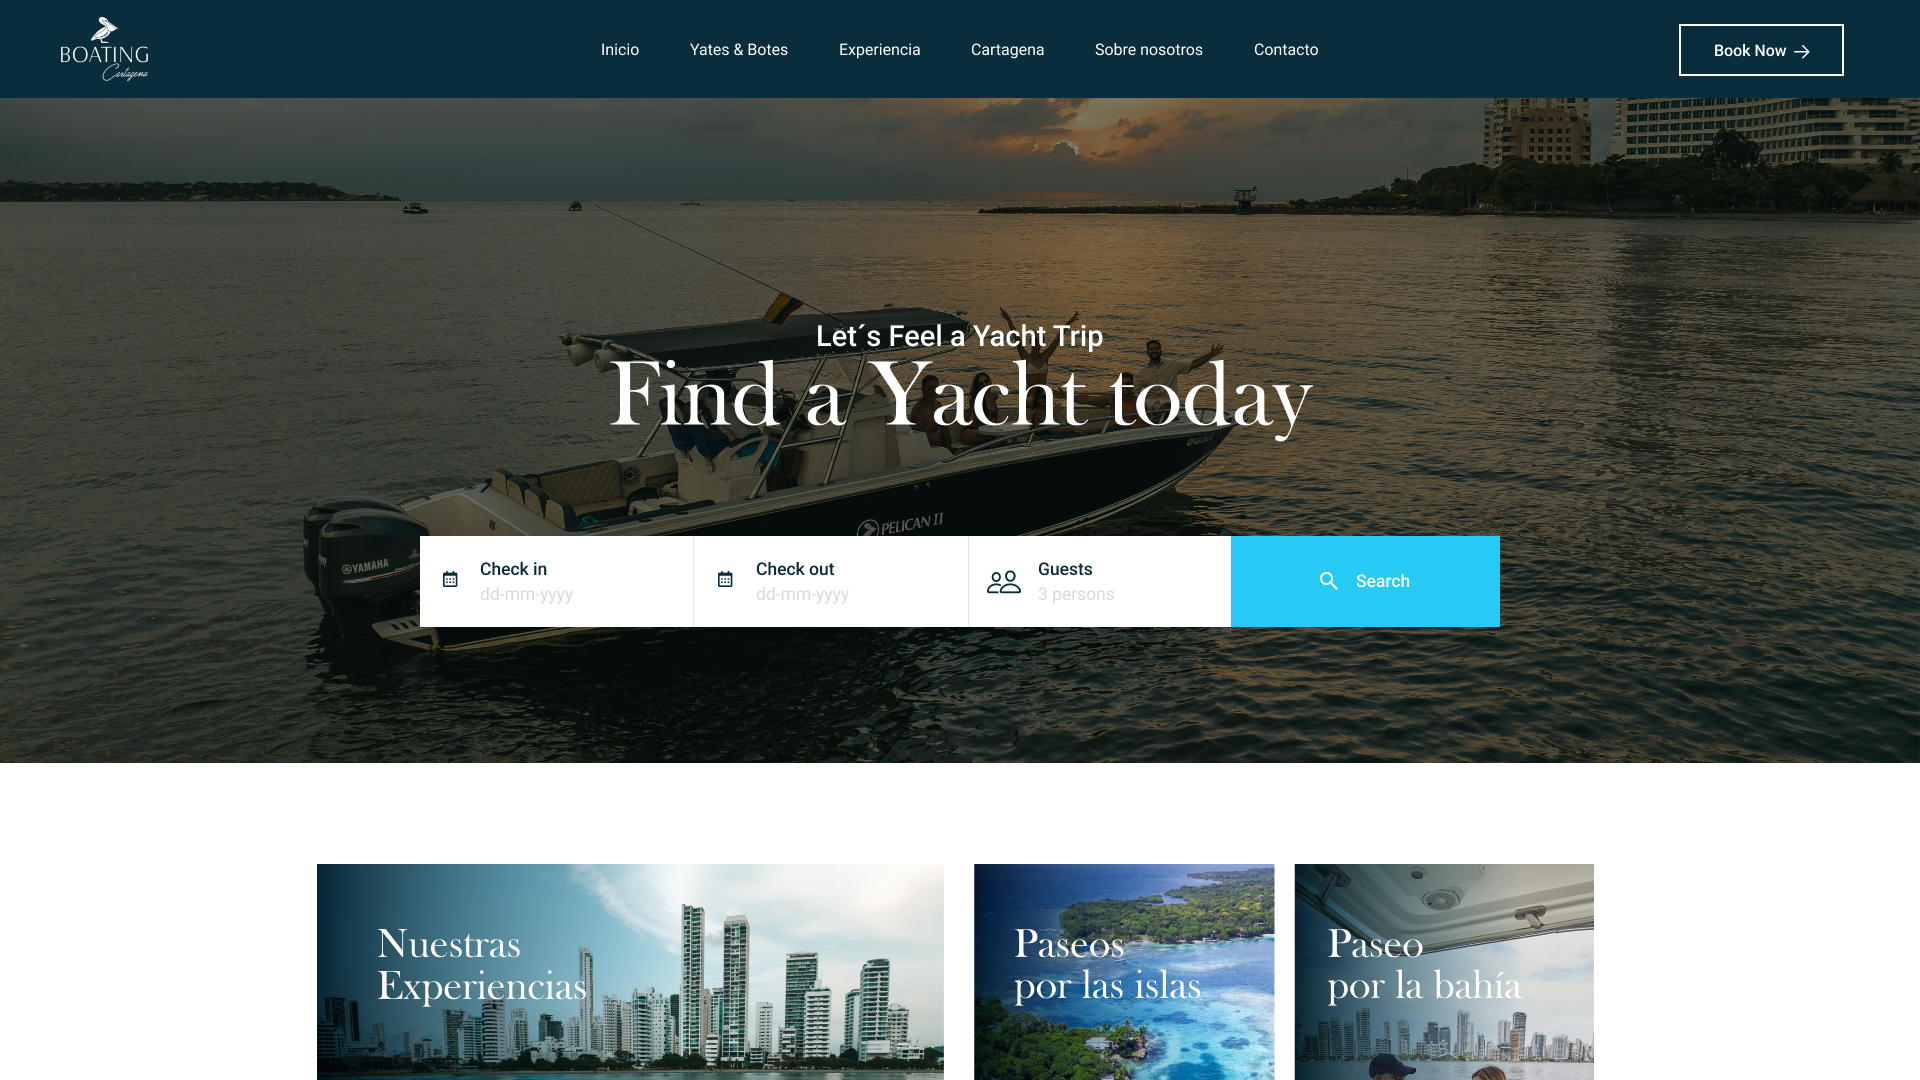 BOATING
Cartagena
Inicio
Yates & Botes
Experiencia
Cartagena
Sobre nosotros
Contacto
Book Now
Let´s Feel a Yacht Trip
Find a Yacht today
PELICAN II
YAMAHA
Check in
dd-mm-yyyy
Check out
dd-mm-yyyy
Guests
3 persons
Search
Nuestras
Experiencias
Paseos
por las islas
Paseo
por la bahía